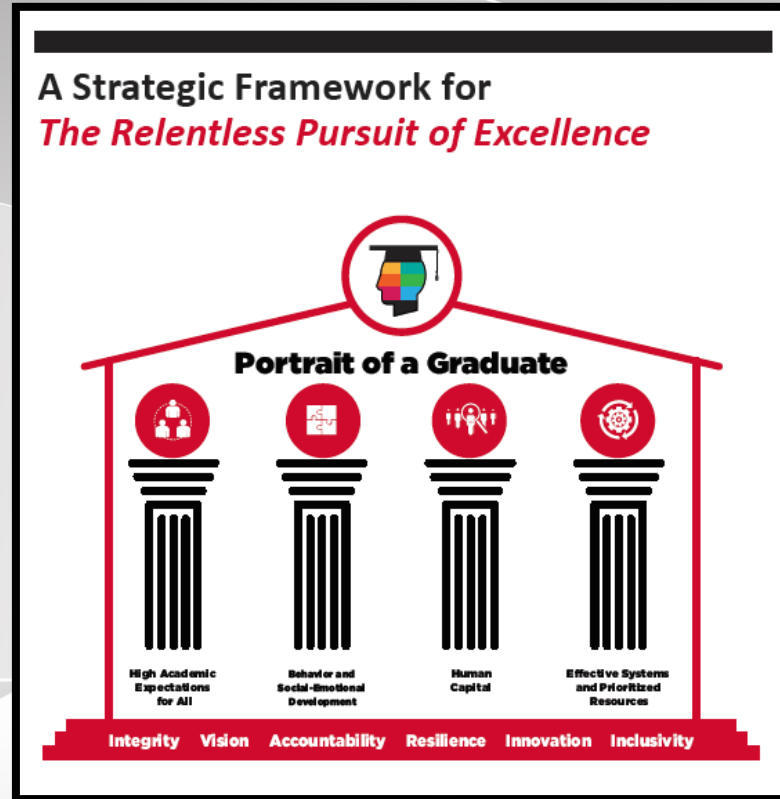 A Strategic Framework for
The Relentless Pursuit of Excellence
Portrait of a Graduate
High Academic
Expectations
for All
Behavior and
Social-Emotional
Development
Human
Capital
Effective Systems
and Prioritized
Resources
Integrity Vision Accountability Resilience Innovation Inclusivity